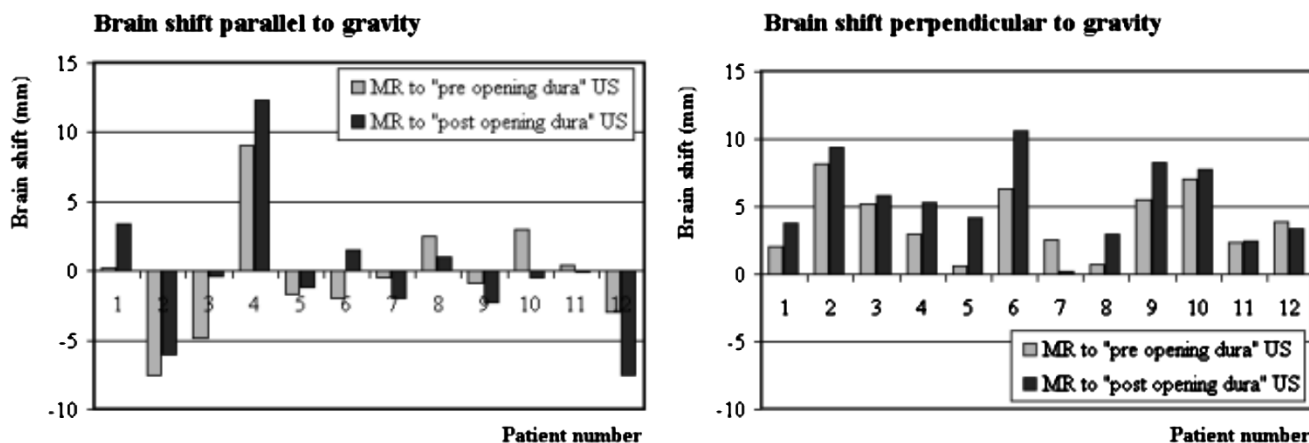 Brain shift parallel to gravity
Brain shift (mm)
15
10
5
0
-5
-10
MR to "pre opening dura" US
MR to "post opening dura" US
1 2 3 4 5 6 7 8 9 10 11 12
Patient number
Brain shift perpendicular to gravity
Brain shift (mm)
15
10
5
0
-5
-10
1 2 3 4 5 6 7 8 9 10 11 12
MR to "pre opening dura" US
MR to "post opening dura" US
Patient number